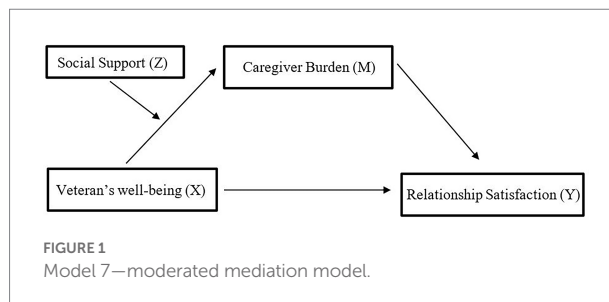 Social Support (Z)
Caregiver Burden (M)
Veteran's well-being (X)
Relationship Satisfaction (Y)
FIGURE 1
Model 7—moderated mediation model.